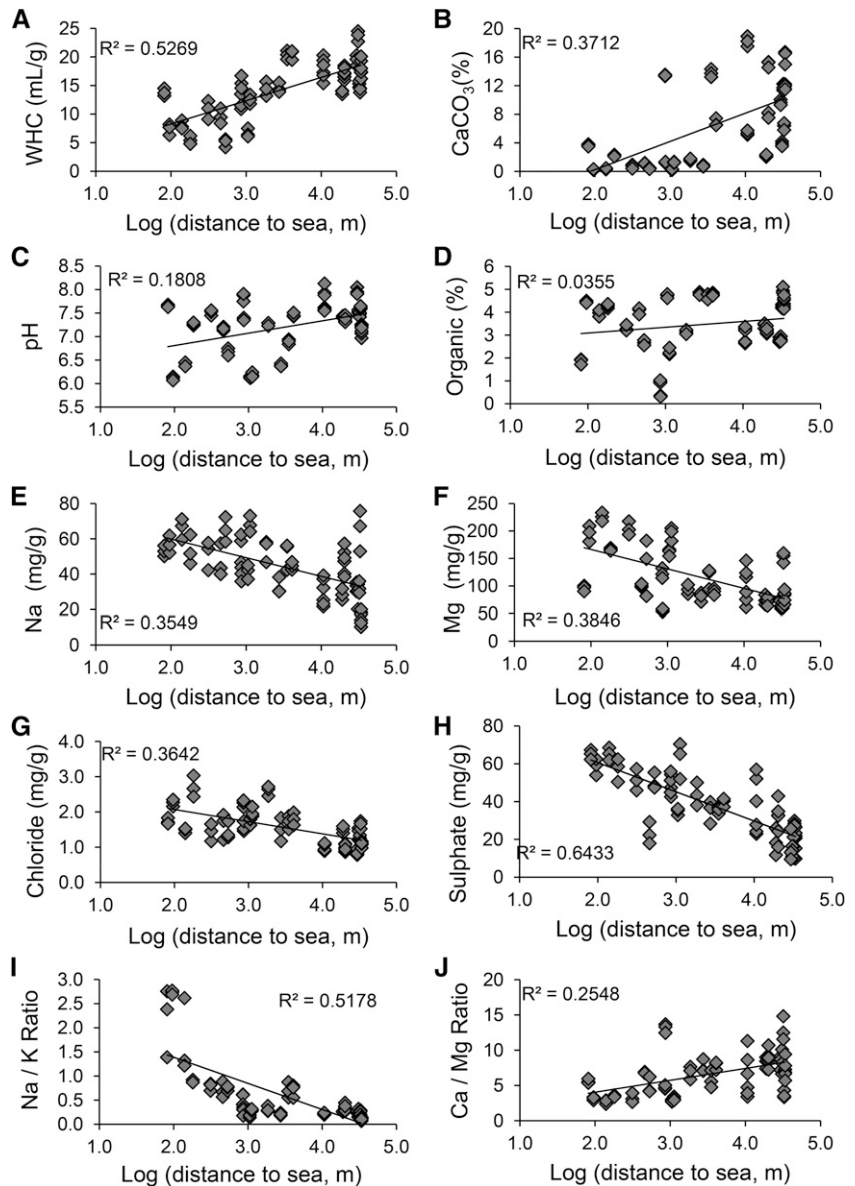 A
R² = 0.5269
WHC (mL/g)
25
20
15
10
5
0
1.0 2.0 3.0 4.0 5.0
Log (distance to sea, m)
B
R² = 0.3712
CaCO₃(%)
20
16
12
8
4
0
1.0 2.0 3.0 4.0 5.0
Log (distance to sea, m)
C
R² = 0.1808
pH
8.5
8.0
7.5
7.0
6.5
6.0
5.5
1.0 2.0 3.0 4.0 5.0
Log (distance to sea, m)
D
R² = 0.0355
Organic (%)
6
5
4
3
2
1
0
1.0 2.0 3.0 4.0 5.0
Log (distance to sea, m)
E
Na (mg/g)
80
60
40
20
0
R² = 0.3549
1.0 2.0 3.0 4.0 5.0
Log (distance to sea, m)
F
Mg (mg/g)
250
200
150
100
50
0
R² = 0.3846
1.0 2.0 3.0 4.0 5.0
Log (distance to sea, m)
G
R² = 0.3642
Chloride (mg/g)
4.0
3.0
2.0
1.0
0.0
1.0 2.0 3.0 4.0 5.0
Log (distance to sea, m)
H
Sulphate (mg/g)
80
60
40
20
0
R² = 0.6433
1.0 2.0 3.0 4.0 5.0
Log (distance to sea, m)
I
R² = 0.5178
Na / K Ratio
3.0
2.5
2.0
1.5
1.0
0.5
0.0
1.0 2.0 3.0 4.0 5.0
Log (distance to sea, m)
J
R² = 0.2548
Ca / Mg Ratio
20
15
10
5
0
1.0 2.0 3.0 4.0 5.0
Log (distance to sea, m)